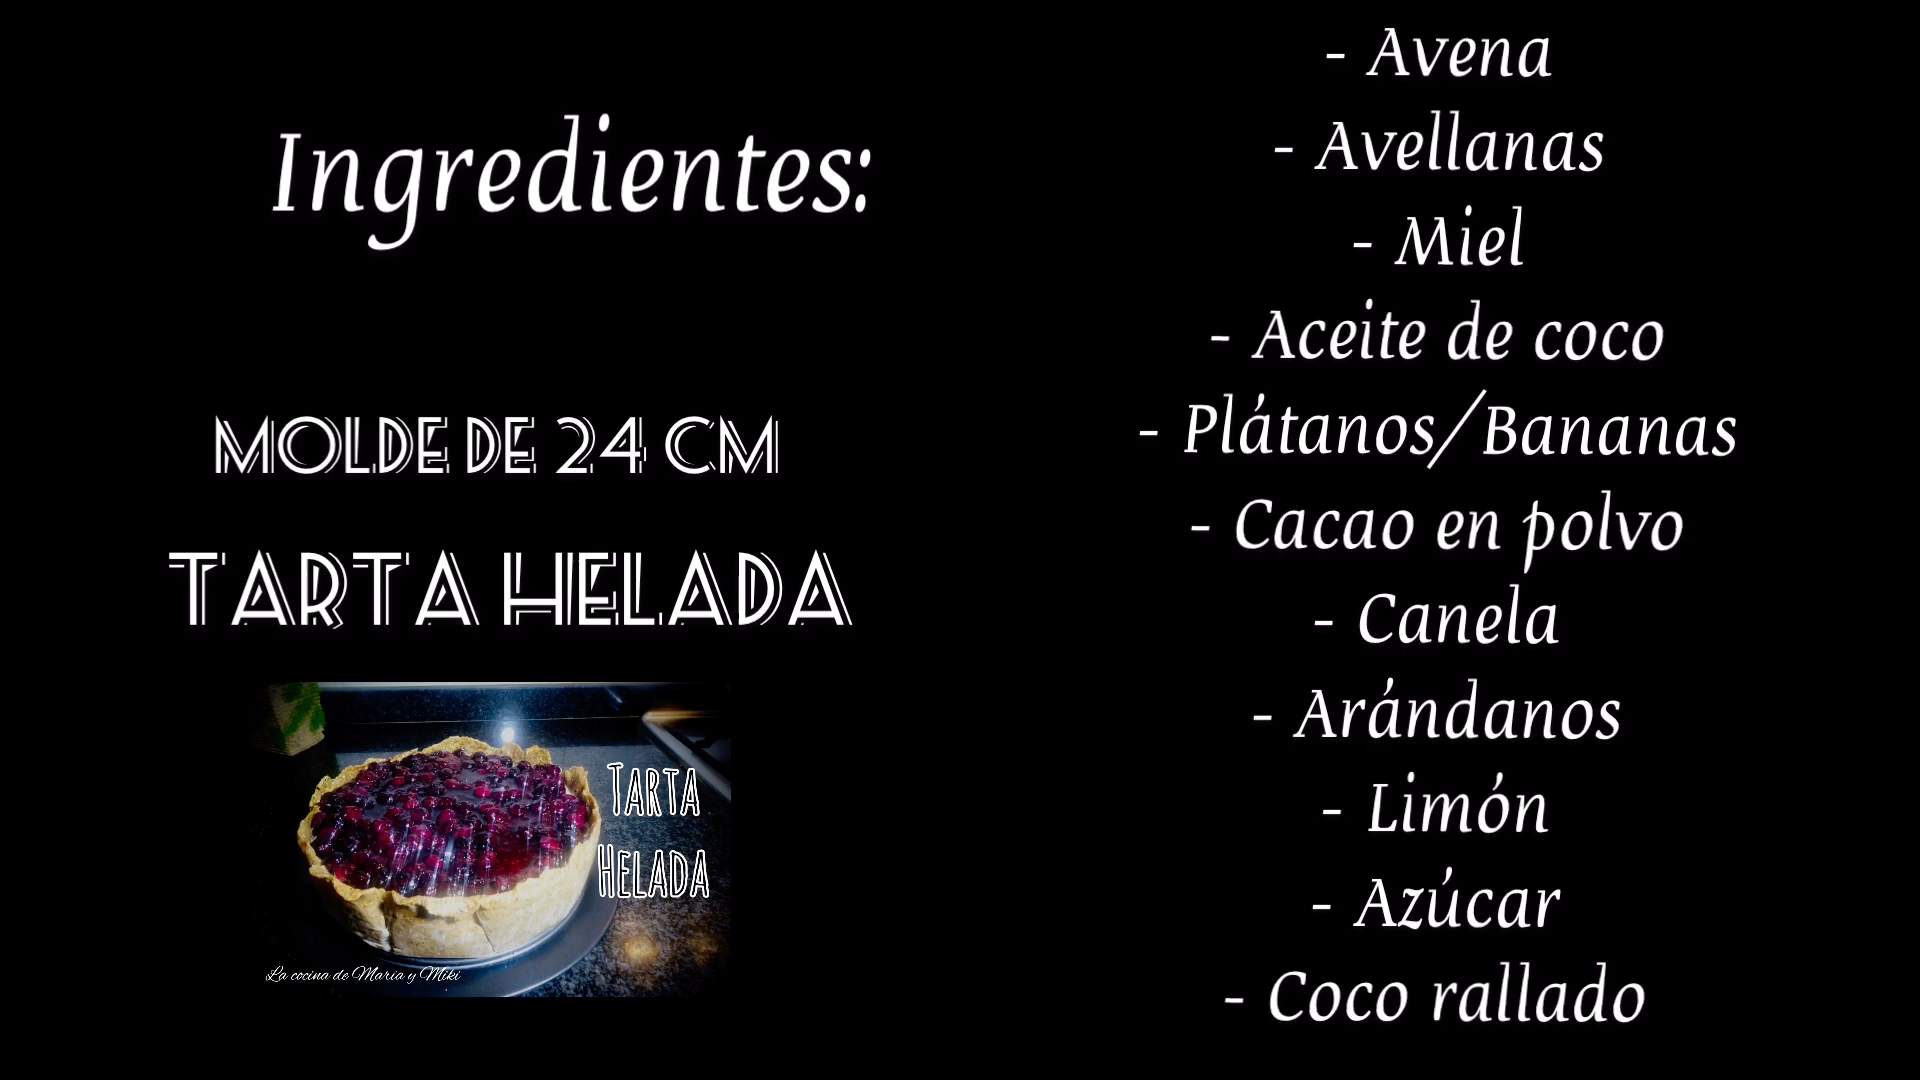 Ingredientes:
MOLDE DE 24 CM
TARTA HELADA
TARTA
HELADA
La cocina de Maria y Miki
- Avena
- Avellanas
- Miel
- Aceite de coco
- Plátanos/Bananas
- Cacao en polvo
- Canela
- Arándanos
- Limón
- Azúcar
- Coco rallado